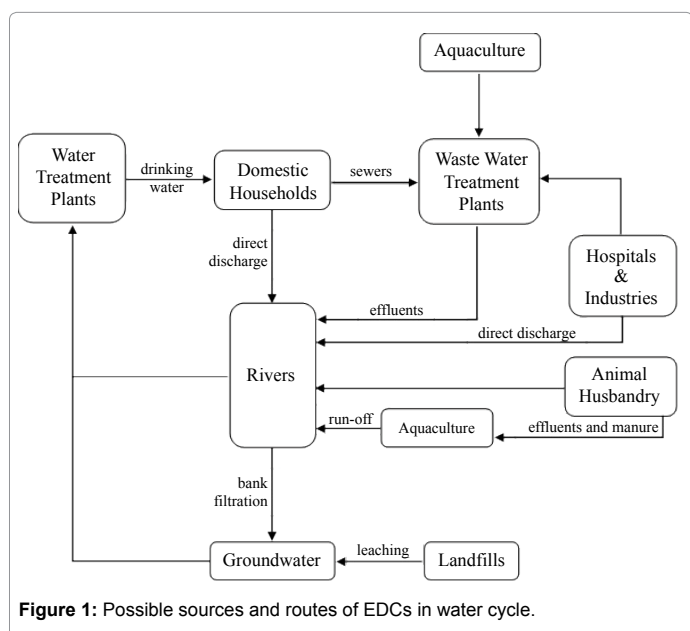 Aquaculture
Water
Treatment
Plants
drinking
water
Domestic
Households
sewers
Waste Water
Treatment
Plants
direct
discharge
Hospitals
&
Industries
effluents
direct discharge
Rivers
Animal
Husbandry
run-off
Aquaculture
effluents and manure
bank
filtration
Groundwater
leaching
Landfills
Figure 1: Possible sources and routes of EDCs in water cycle.